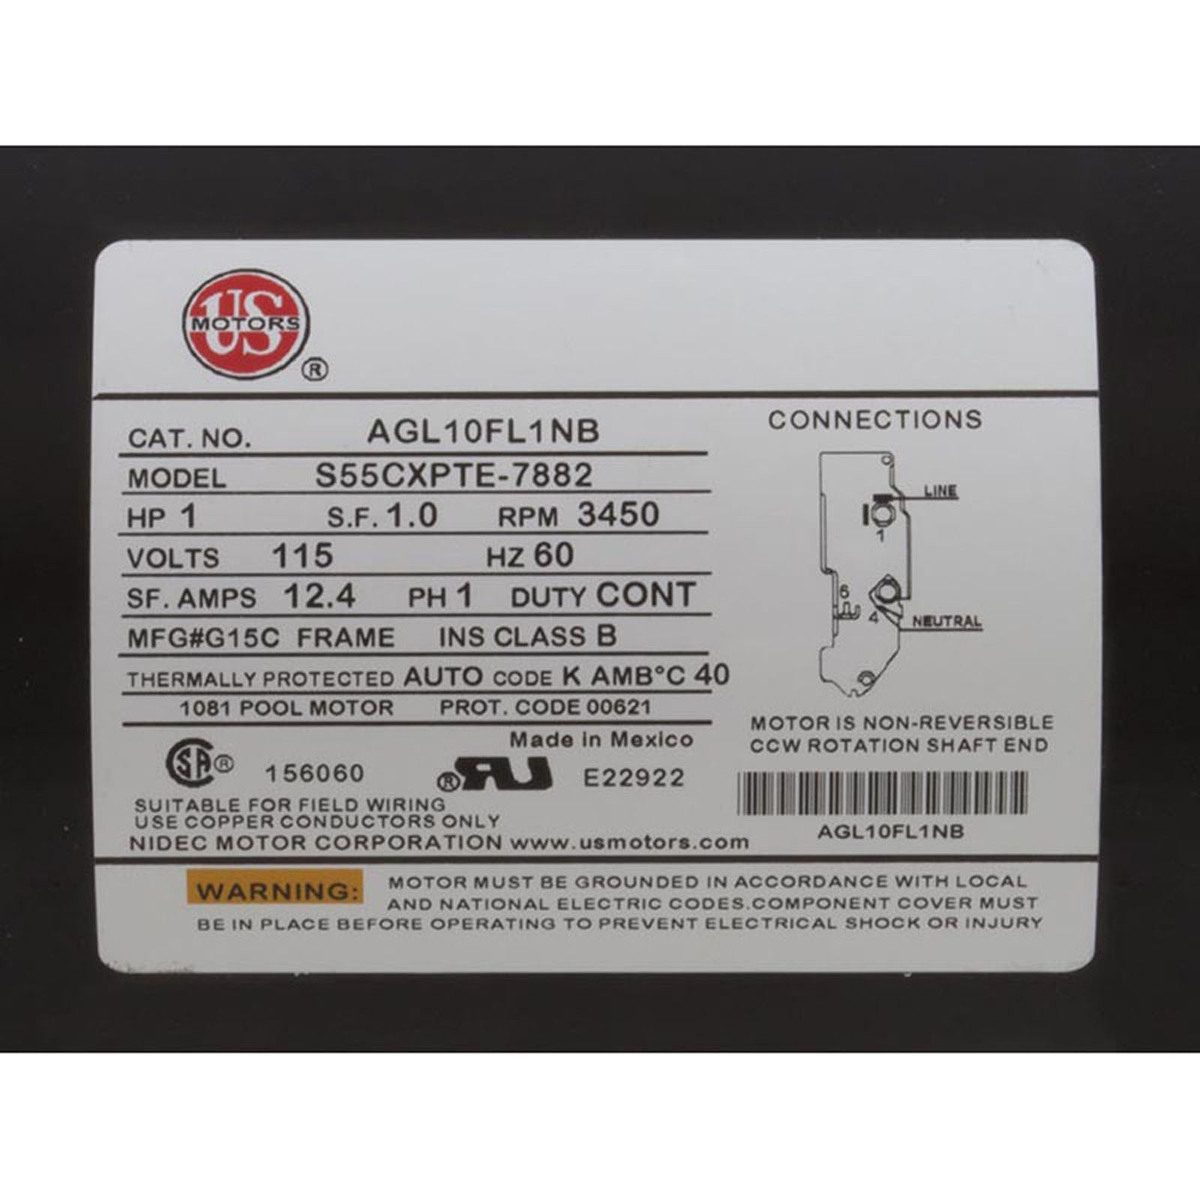 US
MOTORS
®
CAT. NO. AGL10FL1NB
MODEL S55CXPTE-7882
HP 1 S.F. 1.0 RPM 3450
VOLTS 115 HZ 60
SF. AMPS 12.4 PH 1 DUTY CONT
MFG#G15C FRAME INS CLASS B
THERMALLY PROTECTED AUTO CODE K AMB°C 40
1081 POOL MOTOR PROT. CODE 00621
Made in Mexico
SA® 156060 ®RU E22922
SUITABLE FOR FIELD WIRING
USE COPPER CONDUCTORS ONLY
NIDEC MOTOR CORPORATION www.usmotors.com
CONNECTIONS
LINE
1
6
4
NEUTRAL
MOTOR IS NON-REVERSIBLE
CCW ROTATION SHAFT END
AGL10FL1NB
WARNING: MOTOR MUST BE GROUNDED IN ACCORDANCE WITH LOCAL
AND NATIONAL ELECTRIC CODES.COMPONENT COVER MUST
BE IN PLACE BEFORE OPERATING TO PREVENT ELECTRICAL SHOCK OR INJURY